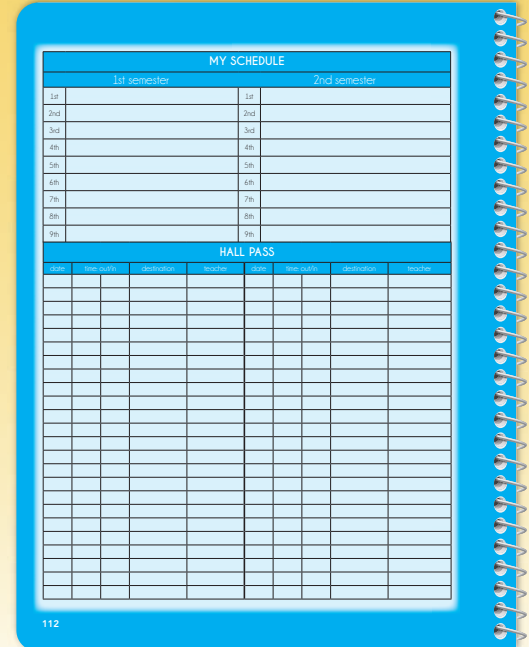 MY SCHEDULE
1st semester 2nd semester
1st 1st
2nd 2nd
3rd 3rd
4th 4th
5th 5th
6th 6th
7th 7th
8th 8th
9th 9th
HALL PASS
date time: out/in destination teacher date time: out/in destination teacher
112